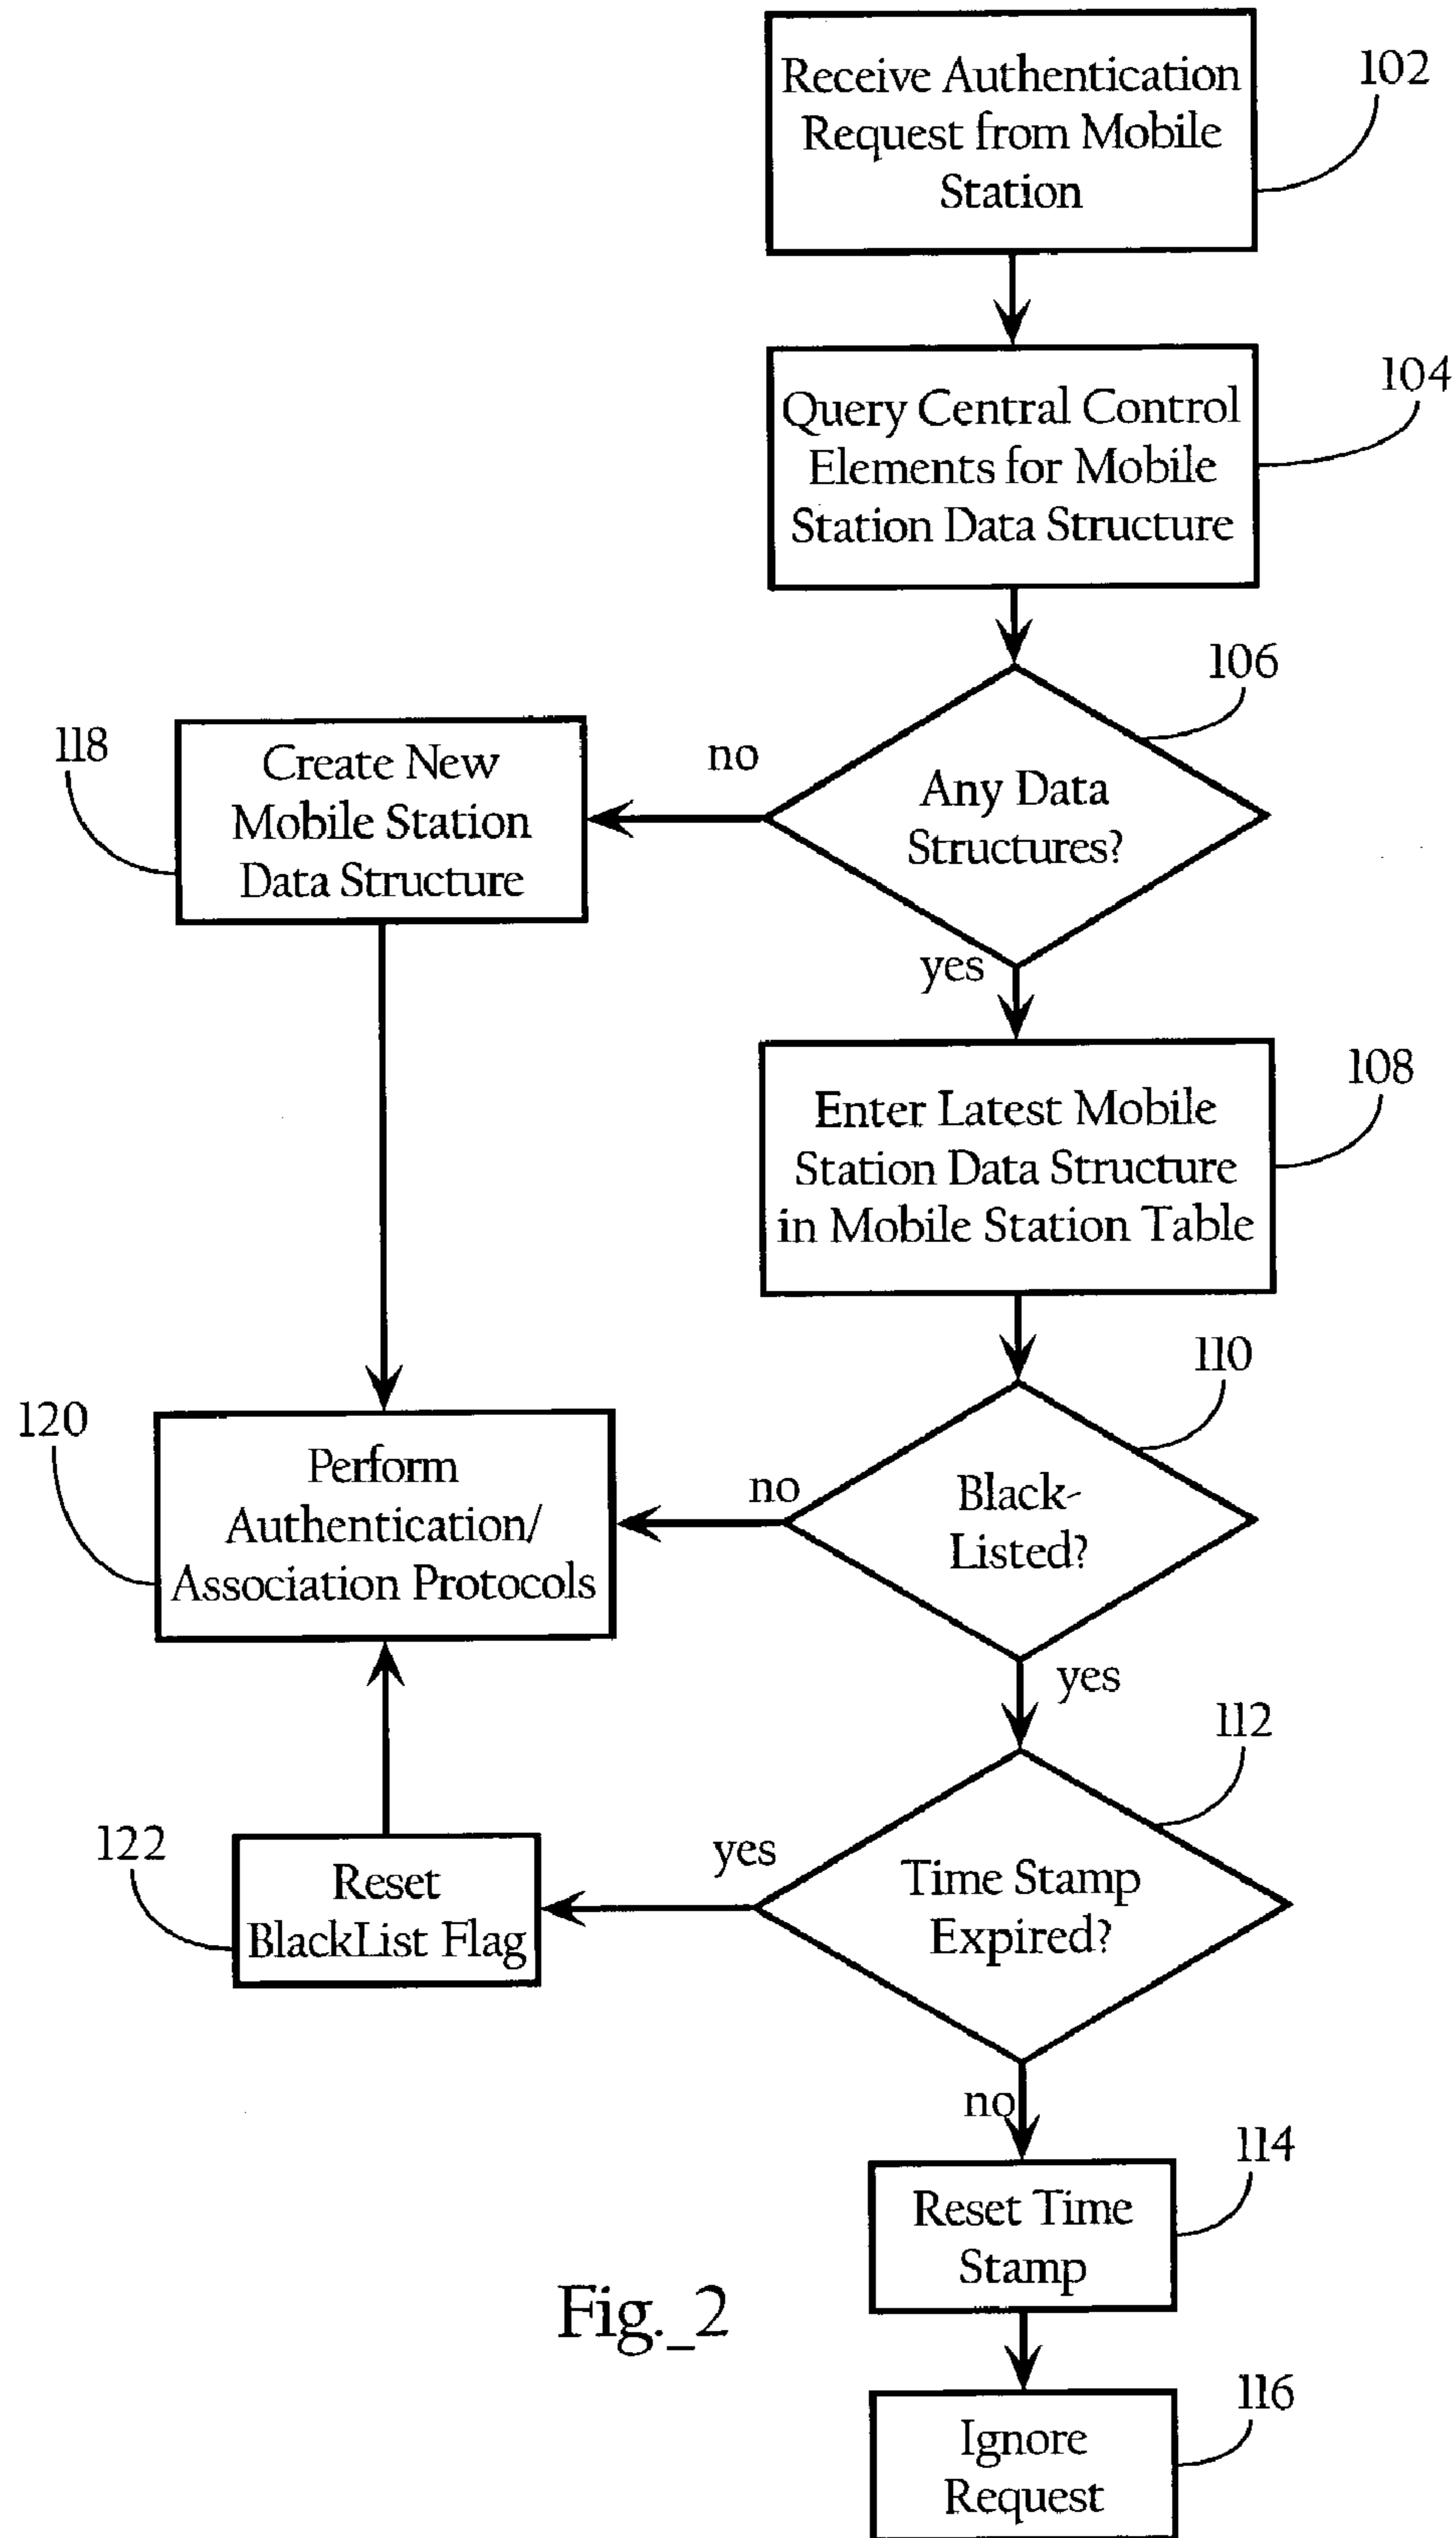 Receive Authentication
Request from Mobile
Station
102
Query Central Control
Elements for Mobile
Station Data Structure
104
106
Any Data
Structures?
no
118
Create New
Mobile Station
Data Structure
yes
Enter Latest Mobile
Station Data Structure
in Mobile Station Table
108
110
Black-
Listed?
no
120
Perform
Authentication/
Association Protocols
yes
112
Time Stamp
Expired?
yes
122
Reset
BlackList Flag
no
114
Reset Time
Stamp
Fig._2
116
Ignore
Request